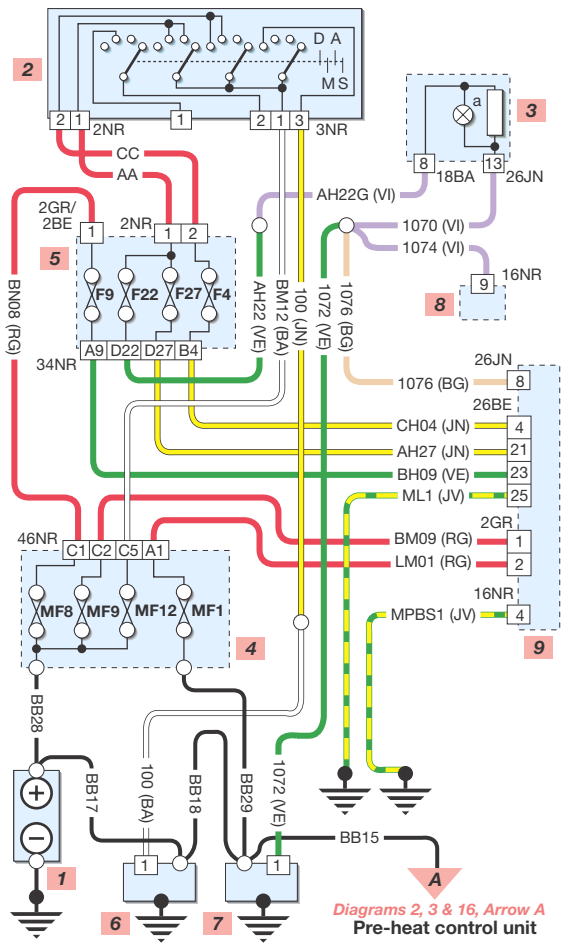 D A
2
M S
a
3
2 1 2NR
1
2 1 3 3NR
CC
AA
8 18BA
13 26JN
AH22G (VI)
2GR/
2BE
1
2NR 1 2
5
1070 (VI)
1074 (VI)
9 16NR
8
BN08 (RG)
F9
F22
F27
F4
AH22 (VE)
BM12 (BA)
100 (JN)
1072 (VE)
1076 (BG)
34NR
A9 D22 D27 B4
26JN
1076 (BG) 8
26BE
CH04 (JN) 4
AH27 (JN) 21
BH09 (VE) 23
ML1 (JV) 25
2GR
46NR
C1 C2 C5 A1
BM09 (RG) 1
LM01 (RG) 2
MF8
MF9
MF12
MF1
16NR
MPBS1 (JV) 4
4
9
BB28
BB17
100 (BA)
BB18
BB29
1072 (VE)
+
−
1
BB15
1
1
6
7
A
Diagrams 2, 3 & 16, Arrow A
Pre-heat control unit